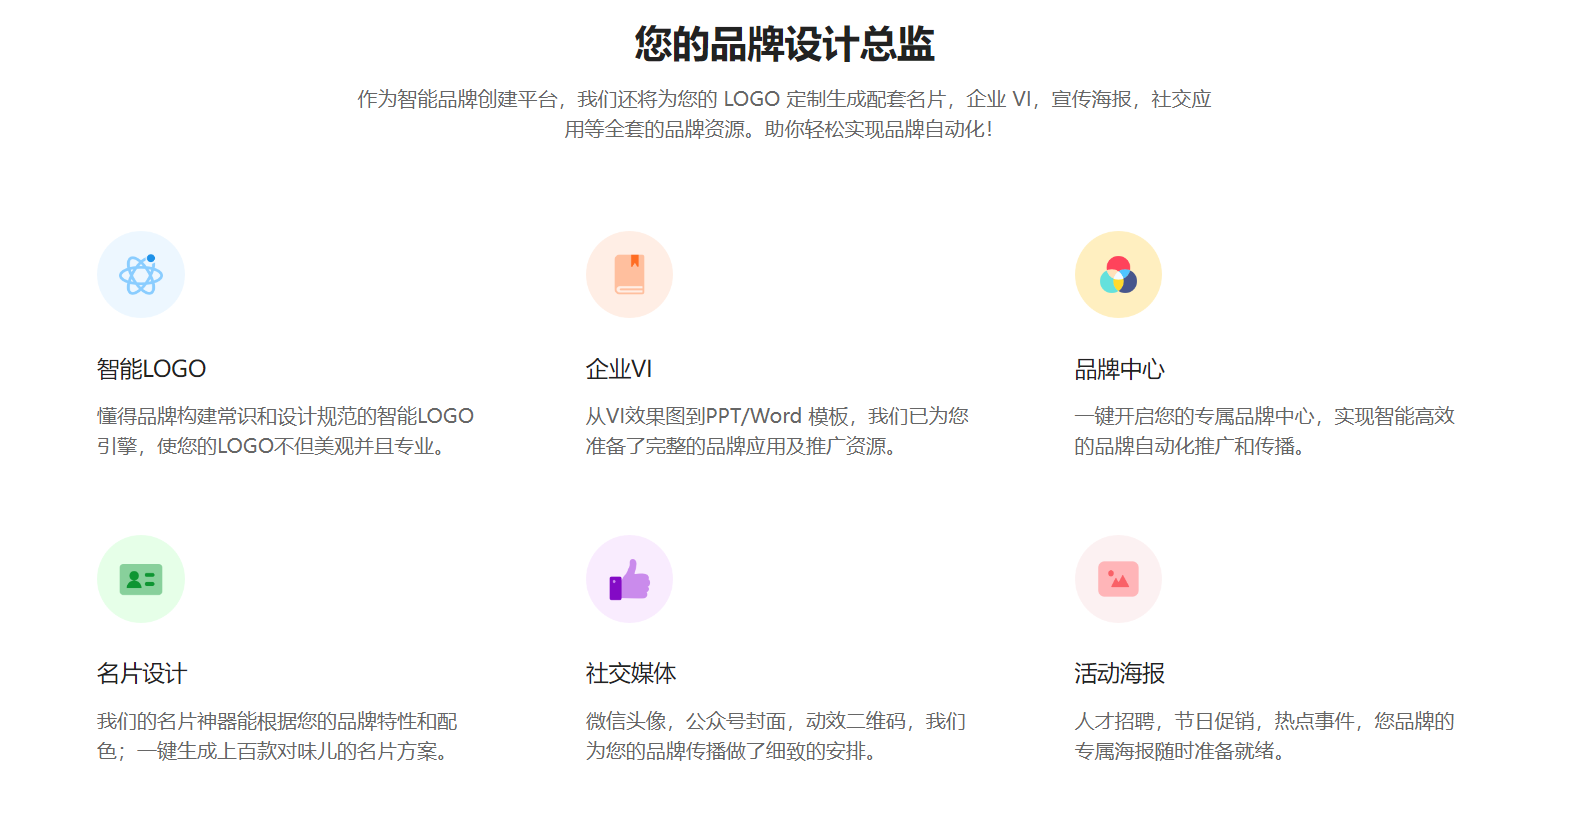 您的品牌设计总监
作为智能品牌创建平台，我们还将为您的 LOGO 定制生成配套名片，企业 VI，宣传海报，社交应
用等全套的品牌资源。助你轻松实现品牌自动化！
智能LOGO
懂得品牌构建常识和设计规范的智能LOGO
引擎，使您的LOGO不但美观并且专业。
企业VI
从VI效果图到PPT/Word 模板，我们已为您
准备了完整的品牌应用及推广资源。
品牌中心
一键开启您的专属品牌中心，实现智能高效
的品牌自动化推广和传播。
名片设计
我们的名片神器能根据您的品牌特性和配
色；一键生成上百款对味儿的名片方案。
社交媒体
微信头像，公众号封面，动效二维码，我们
为您的品牌传播做了细致的安排。
活动海报
人才招聘，节日促销，热点事件，您品牌的
专属海报随时准备就绪。